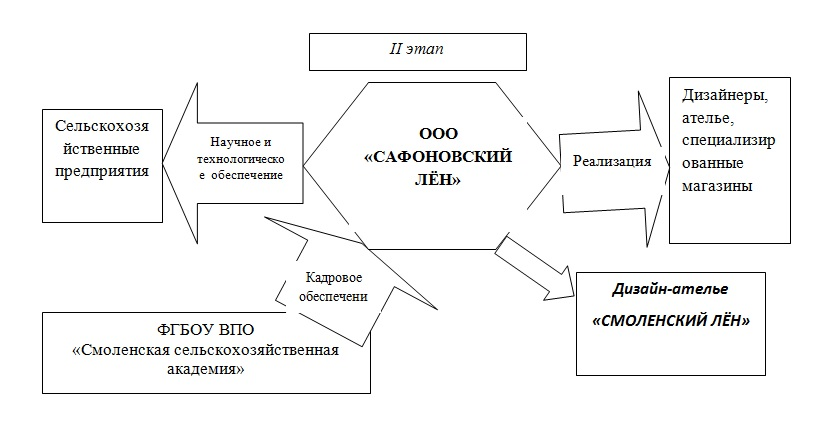 II этап
Сельскохозя
йственные
предприятия
Научное и
технологическо
е обеспечение
ООО
«САФОНОВСКИЙ
ЛЁН»
Реализация
Дизайнеры,
ателье,
специализир
ованные
магазины
Кадровое
обеспечени
ФГБОУ ВПО
«Смоленская сельскохозяйственная
академия»
Дизайн-ателье
«СМОЛЕНСКИЙ ЛЁН»